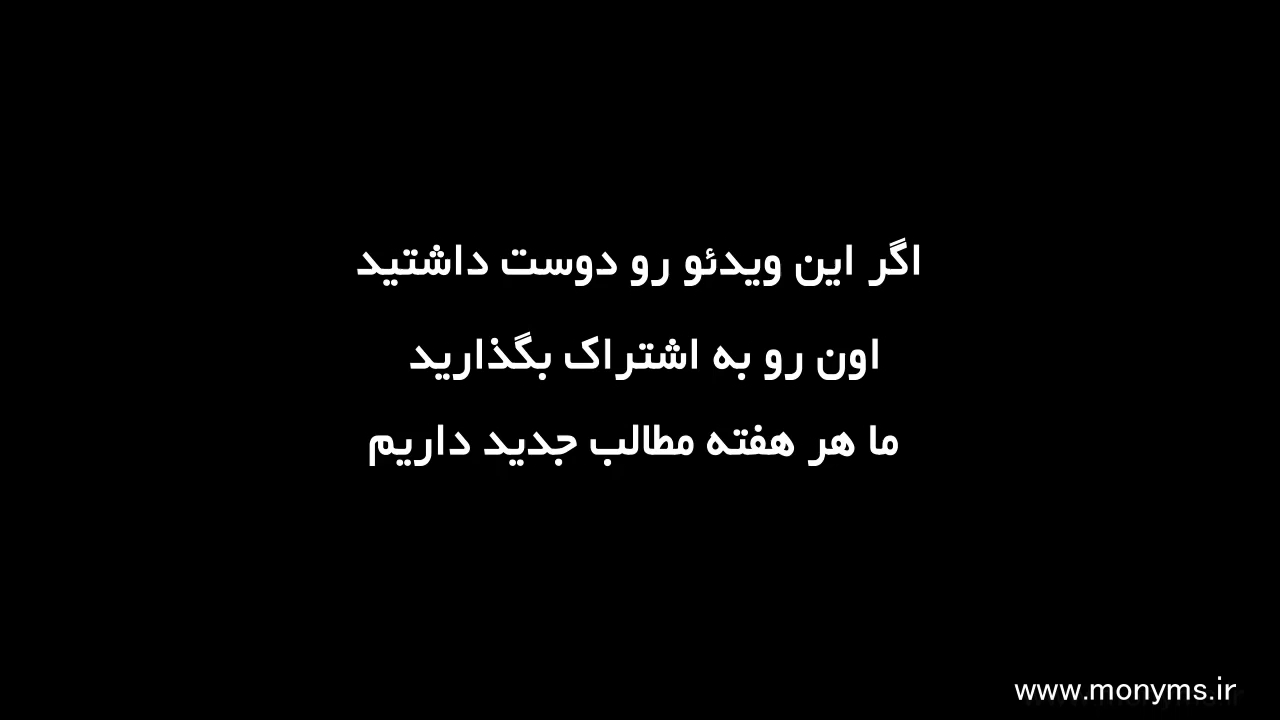 اگر این ویدئو رو دوست داشتید
اون رو به اشتراک بگذارید
ما هر هفته مطالب جدید داریم
www.monyms.ir